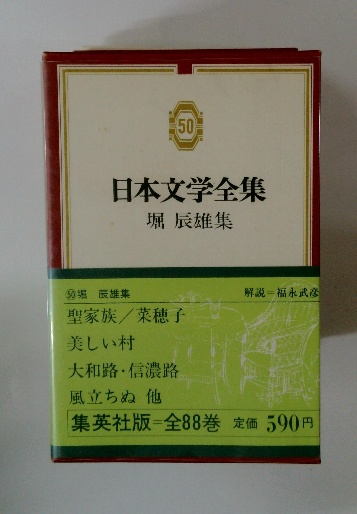 50
日本文学全集
堀 辰雄集
㊿堀 辰雄集 解説=福永武彦
聖家族/菜穂子
美しい村
大和路・信濃路
風立ちぬ 他
集英社版=全88巻 定価 590円